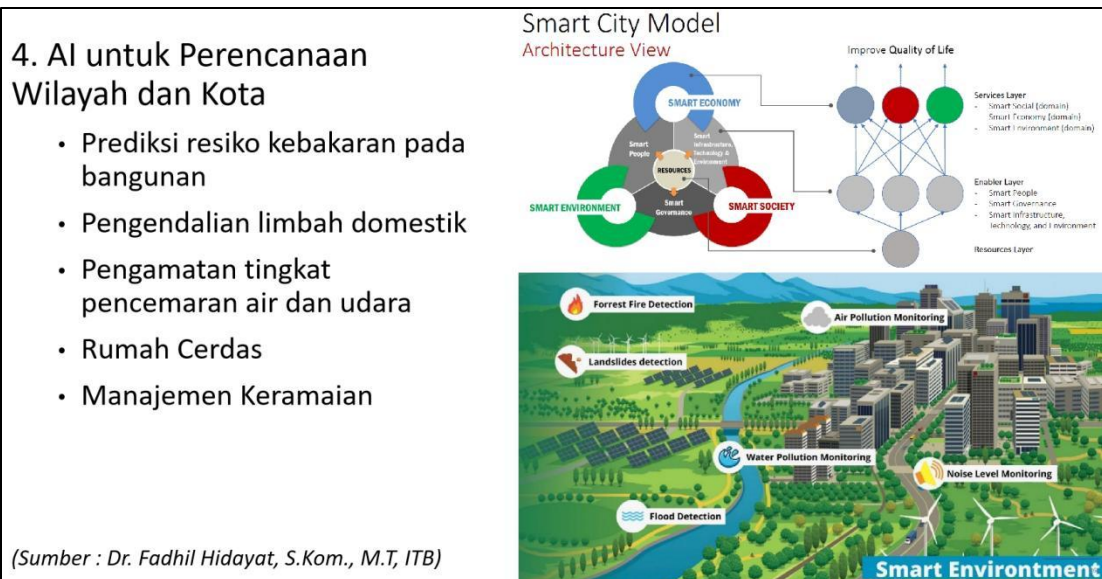 4. AI untuk Perencanaan
Wilayah dan Kota
• Prediksi resiko kebakaran pada
bangunan
• Pengendalian limbah domestik
• Pengamatan tingkat
pencemaran air dan udara
• Rumah Cerdas
• Manajemen Keramaian
(Sumber : Dr. Fadhil Hidayat, S.Kom., M.T, ITB)
Smart City Model
Architecture View
SMART ECONOMY
Smart
People
Smart
Infrastructure,
Technology &
Environment
RESOURCES
Smart
Governance
SMART ENVIRONMENT
SMART SOCIETY
Improve Quality of Life
Services Layer
- Smart Social (domain)
Smart Economy (domain)
- Smart Environment (domain)
Enabler Layer
- Smart People
- Smart Governance
- Smart Infrastructure,
Technology, and Environment
Resources Layer
Forrest Fire Detection
Air Pollution Monitoring
Landslides detection
Water Pollution Monitoring
Noise Level Monitoring
Flood Detection
Smart Environtment